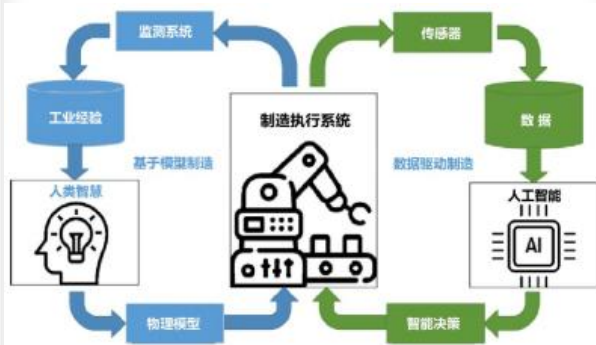 监测系统
传感器
工业经验
制造执行系统
数据
基于模型制造
数据驱动制造
人类智慧
人工智能
AI
物理模型
智能决策